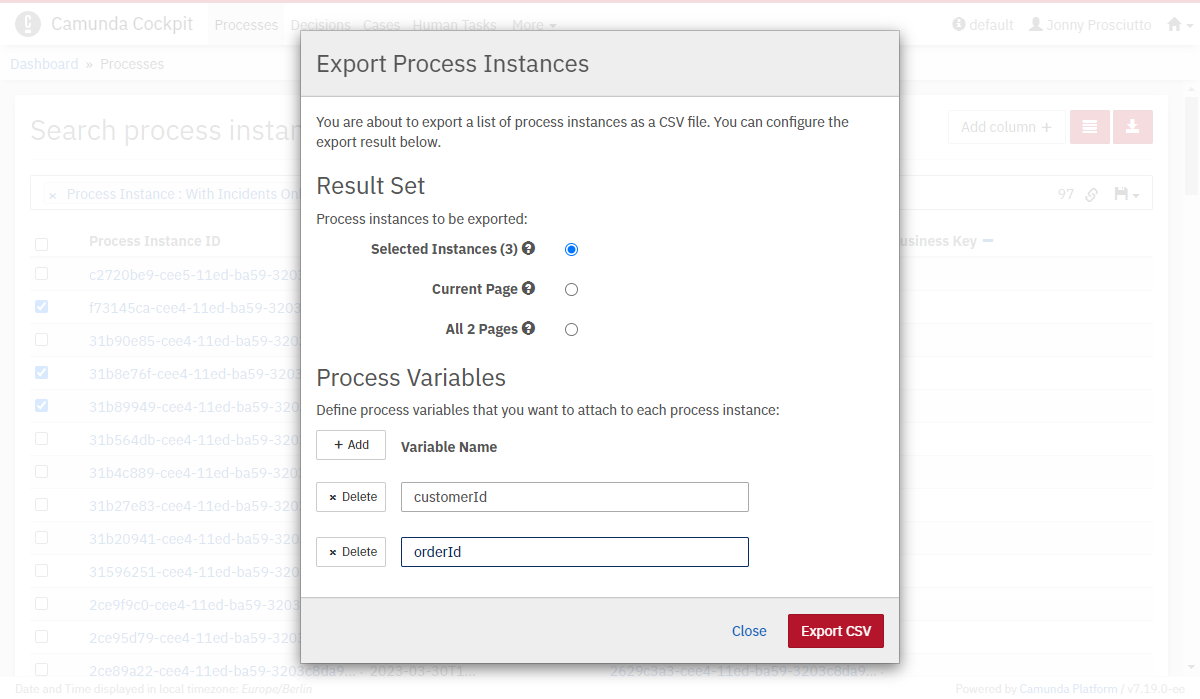 Camunda Cockpit Processes Decisions Cases Human Tasks More default Jonny Prosciutto
Dashboard » Processes
Export Process Instances
You are about to export a list of process instances as a CSV file. You can configure the
export result below.
Result Set
Process instances to be exported:
Selected Instances (3)
Current Page
All 2 Pages
Process Variables
Define process variables that you want to attach to each process instance:
+ Add Variable Name
× Delete customerId
× Delete orderId
Close Export CSV
Search process instan
Add column +
× Process Instance : With Incidents Onl 97
Process Instance ID usiness Key
c2720be9-cee5-11ed-ba59-3203
f73145ca-cee4-11ed-ba59-3203
31b90e85-cee4-11ed-ba59-3203
31b8e76f-cee4-11ed-ba59-3203
31b89949-cee4-11ed-ba59-3203
31b564db-cee4-11ed-ba59-3203
31b4c889-cee4-11ed-ba59-3203
31b27e83-cee4-11ed-ba59-3203
31b20941-cee4-11ed-ba59-3203
31596251-cee4-11ed-ba59-3203
2ce9f9c0-cee4-11ed-ba59-3203
2ce95d79-cee4-11ed-ba59-3203
2ce89a22-cee4-11ed-ba59-3203c8da9... 2023-03-30T1... 2629c3a3-cee4-11ed-ba59-3203c8da9...
Date and Time displayed in local timezone: Europe/Berlin Powered by Camunda Platform / v7.19.0-ee